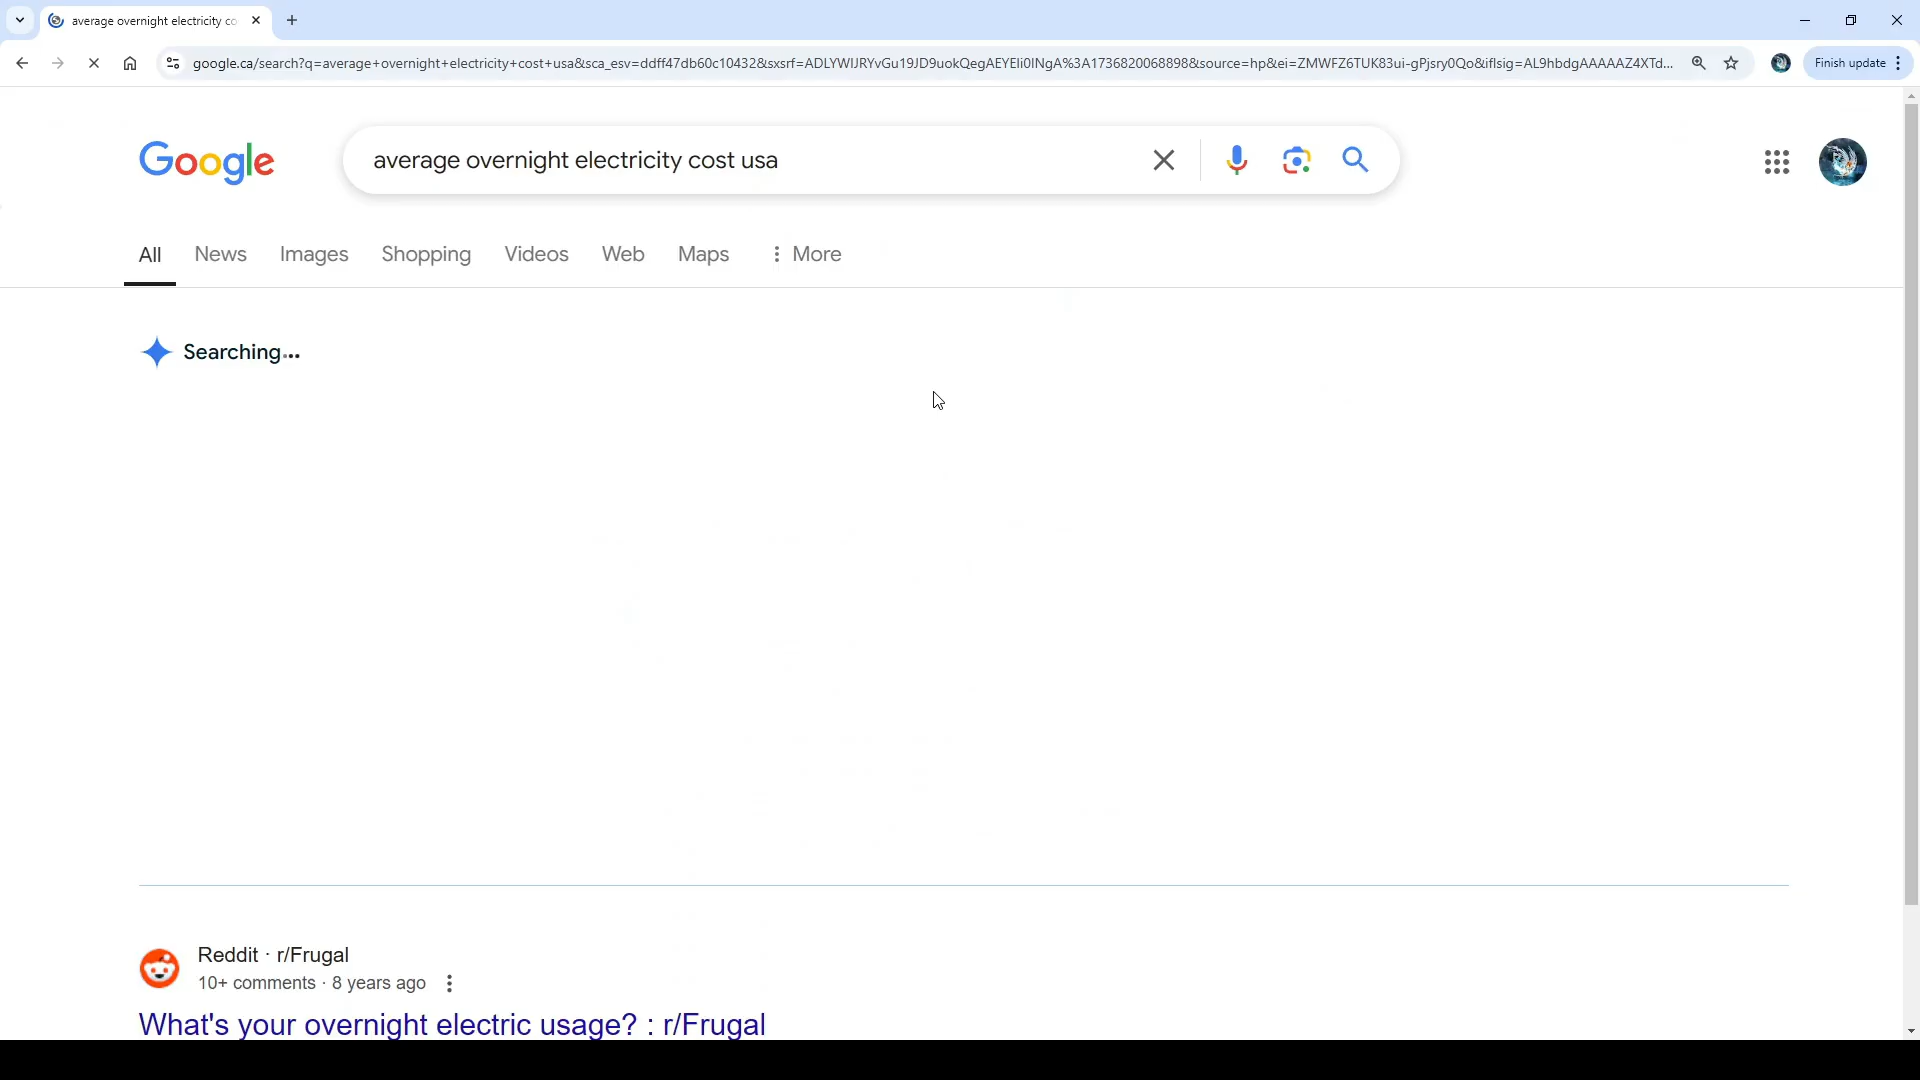 average overnight electricity co
google.ca/search?q=average+overnight+electricity+cost+usa&sca_esv=ddff47db60c10432&sxsrf=ADLYWIJRYvGu19JD9uokQegAEYEIi0INgA%3A1736820068898&source=hp&ei=ZMWFZ6TUK83ui-gPjsry0Qo&iflsig=AL9hbdgAAAAAZ4XTd...
Finish update
Google
average overnight electricity cost usa
All News Images Shopping Videos Web Maps More
Searching...
Reddit · r/Frugal
10+ comments · 8 years ago
What's your overnight electric usage? : r/Frugal